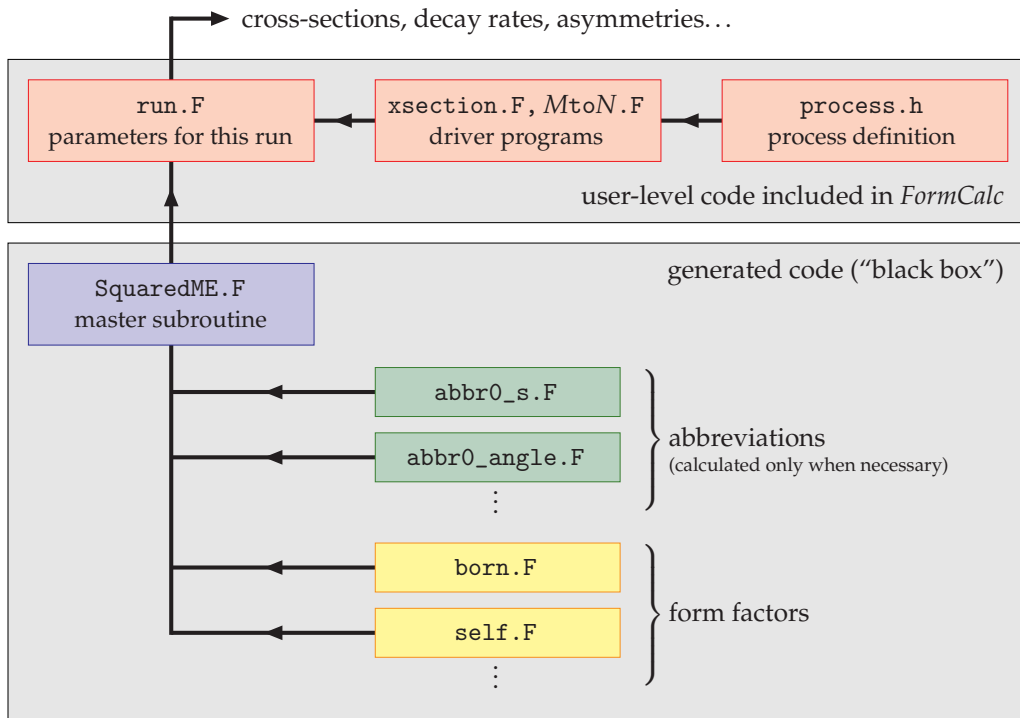 cross-sections, decay rates, asymmetries…
run.F
parameters for this run
xsection.F, MtoN.F
driver programs
process.h
process definition
user-level code included in FormCalc
generated code (“black box”)
SquaredME.F
master subroutine
abbr0_s.F
abbr0_angle.F
⋮
abbreviations
(calculated only when necessary)
born.F
self.F
⋮
form factors